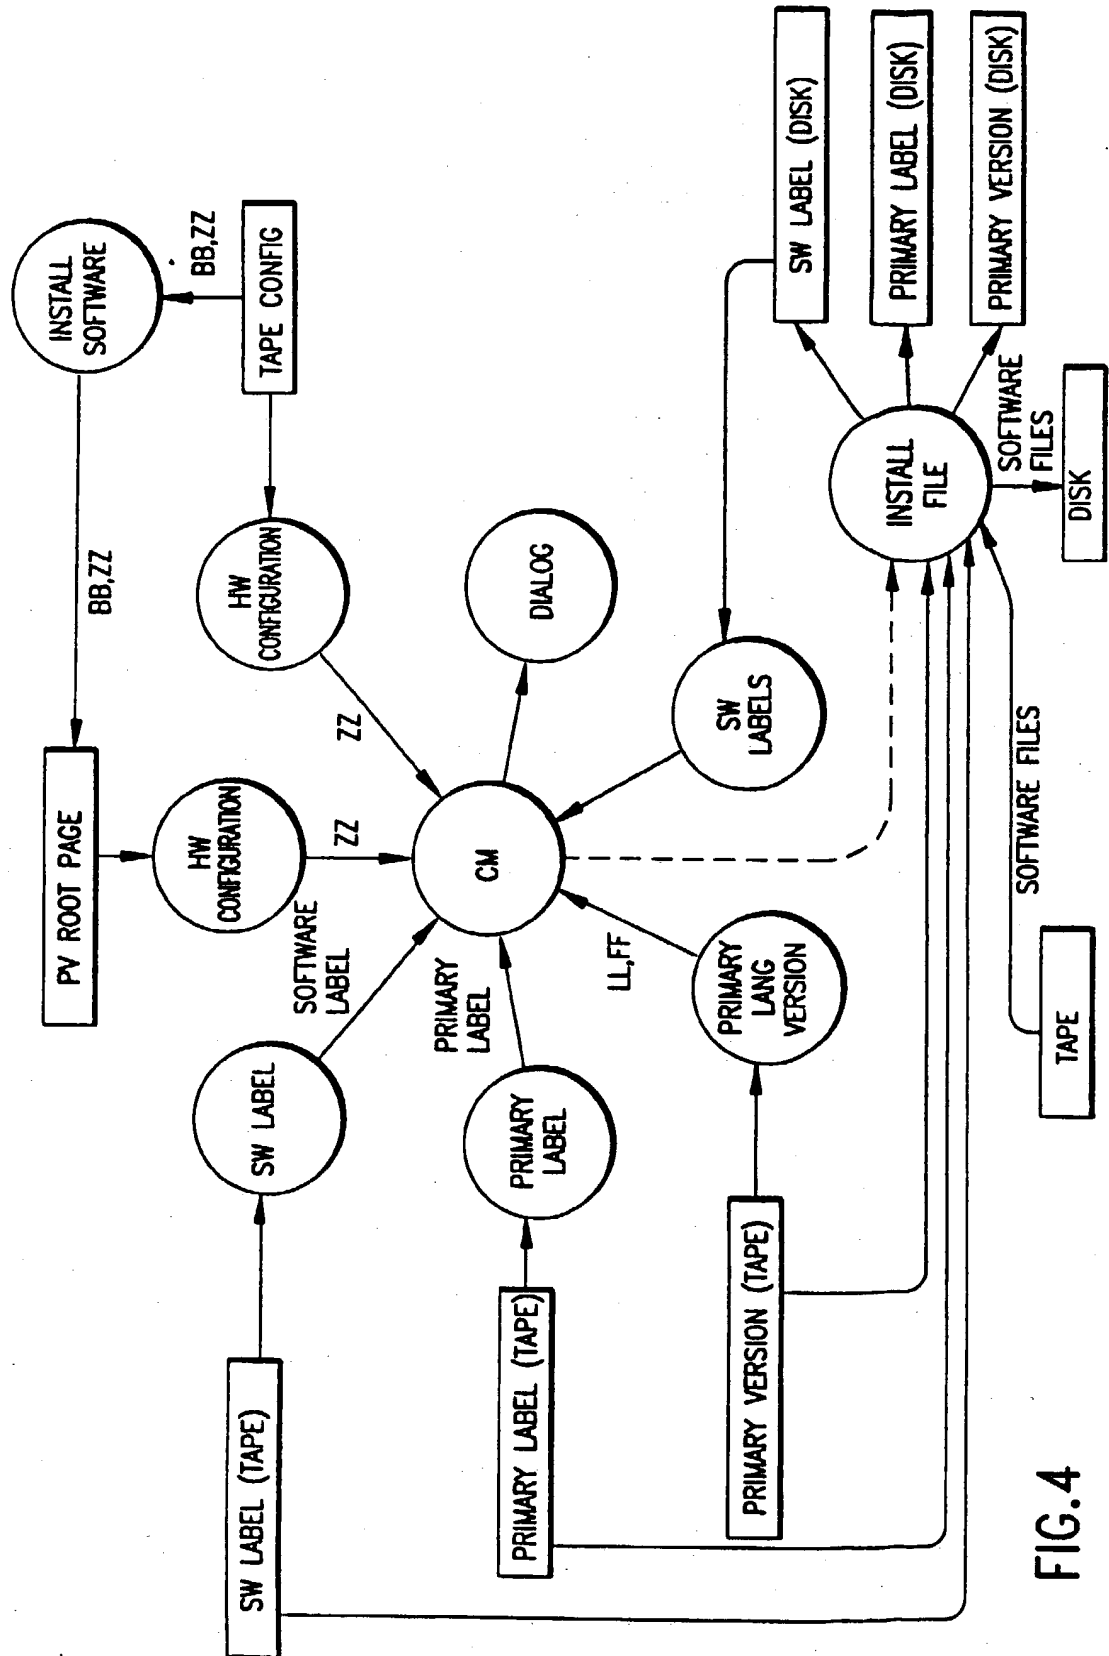 INSTALL
SOFTWARE
BB,ZZ
BB,ZZ
PV ROOT PAGE
TAPE CONFIG
HW
CONFIGURATION
HW
CONFIGURATION
ZZ
ZZ
SW LABEL (TAPE)
SW LABEL
SOFTWARE
LABEL
PRIMARY LABEL (TAPE)
PRIMARY
LABEL
PRIMARY
LABEL
CM
DIALOG
PRIMARY VERSION (TAPE)
PRIMARY
LANG
VERSION
LL,FF
SW
LABELS
SW LABEL (DISK)
PRIMARY LABEL (DISK)
PRIMARY VERSION (DISK)
INSTALL
FILE
SOFTWARE
FILES
DISK
TAPE
SOFTWARE FILES
FIG.4